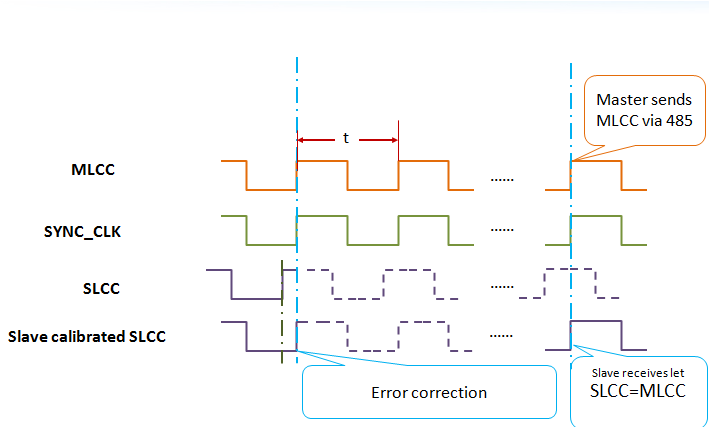 Master sends
MLCC via 485
t
MLCC
......
SYNC_CLK
......
SLCC
......
Slave calibrated SLCC
......
Error correction
Slave receives let
SLCC=MLCC